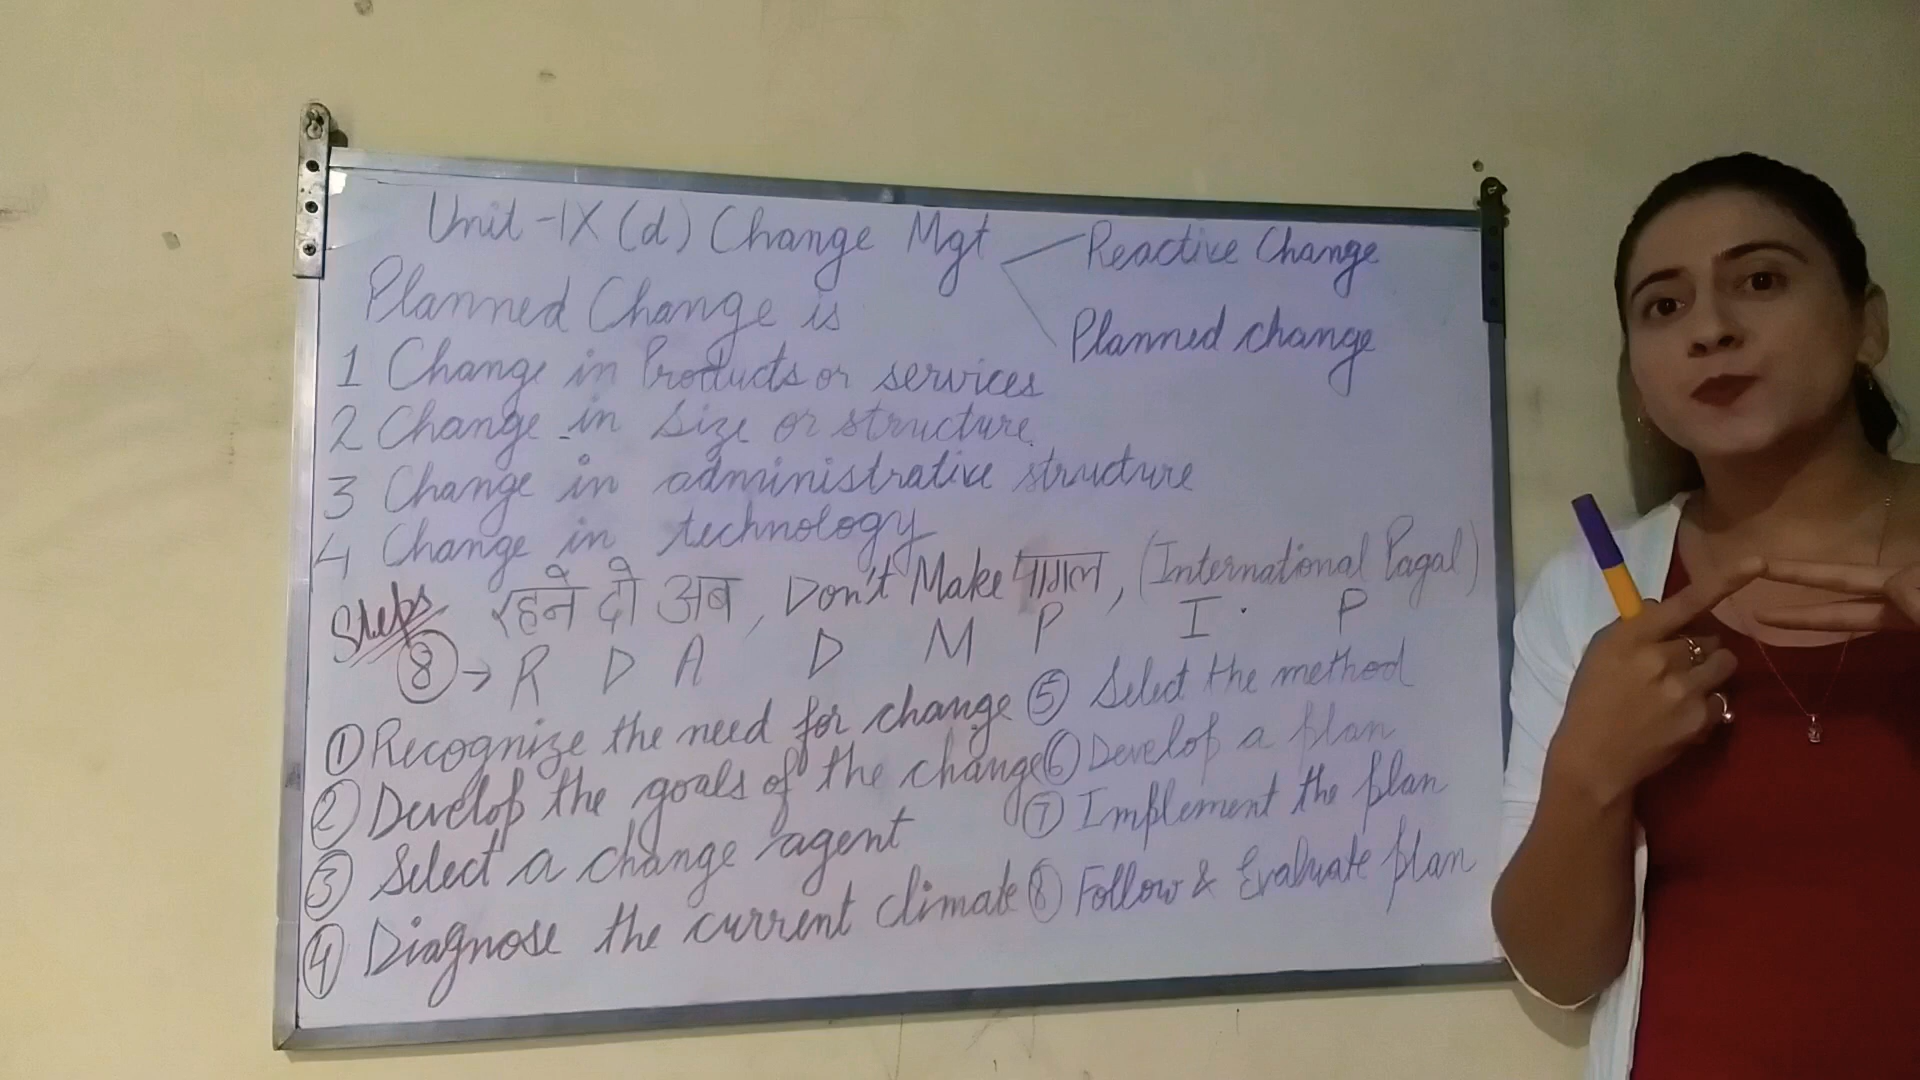 Unit-IX (d) Change Mgt
Reactive Change
Planned change
Planned Change is
1 Change in Products or services
2 Change in size or structure
3 Change in administrative structure
4 Change in technology
Steps रहने दो अब, Don't Make पागल, (International Pagal)
8 → R D A D M P I P
1 Recognize the need for change
2 Develop the goals of the change
3 Select a change agent
4 Diagnose the current climate
5 Select the method
6 Develop a plan
7 Implement the plan
8 Follow & Evaluate plan